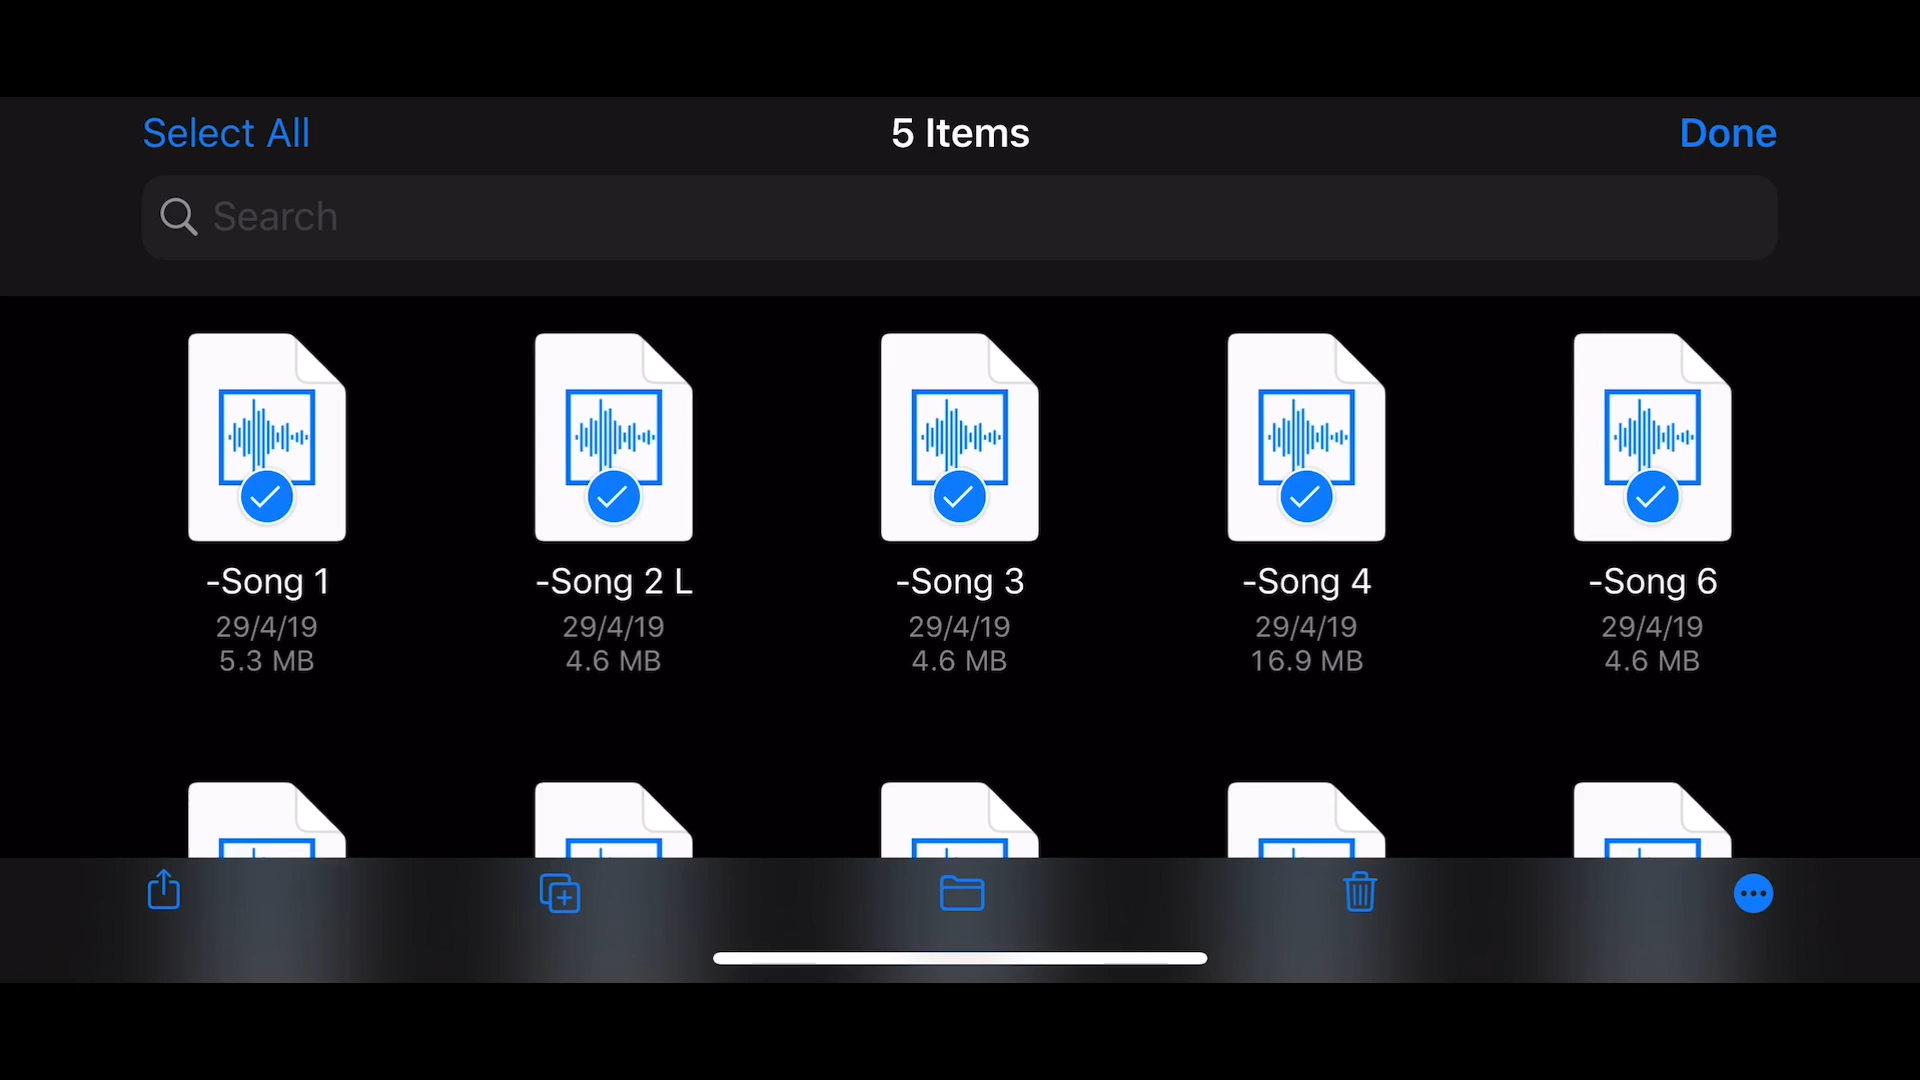 Select All
5 Items
Done
Search
-Song 1
-Song 2 L
-Song 3
-Song 4
-Song 6
29/4/19
29/4/19
29/4/19
29/4/19
29/4/19
5.3 MB
4.6 MB
4.6 MB
16.9 MB
4.6 MB